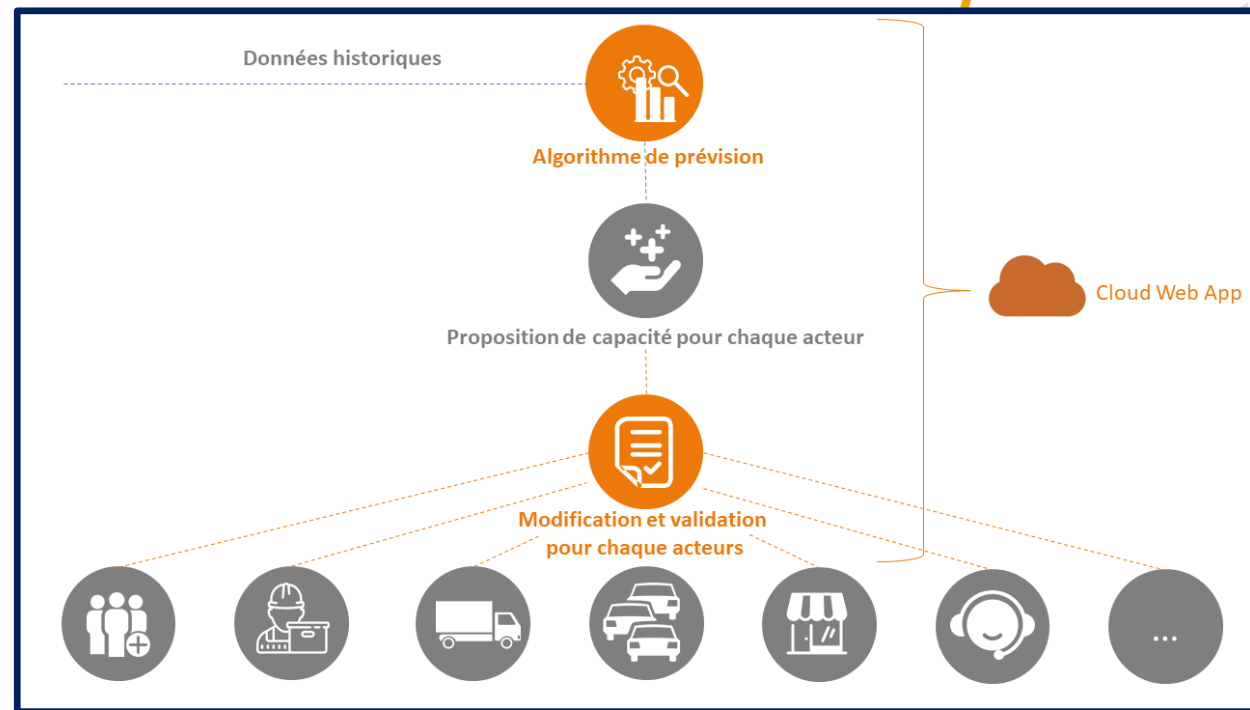 Données historiques
Algorithme de prévision
Proposition de capacité pour chaque acteur
Cloud Web App
Modification et validation
pour chaque acteurs
...